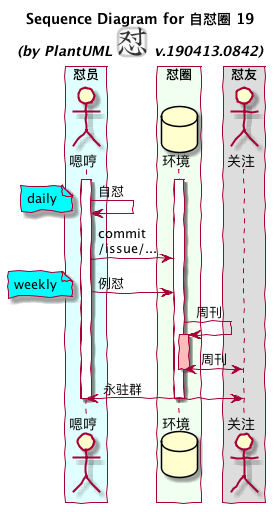 Sequence Diagram for 自怼圈 19
(by PlantUML 怼 v.190413.0842)
怼员 怼圈 怼友
嗯哼 环境 关注
daily
自怼
commit
/issue/...
weekly
例怼
周刊
周刊
永驻群
嗯哼 环境 关注